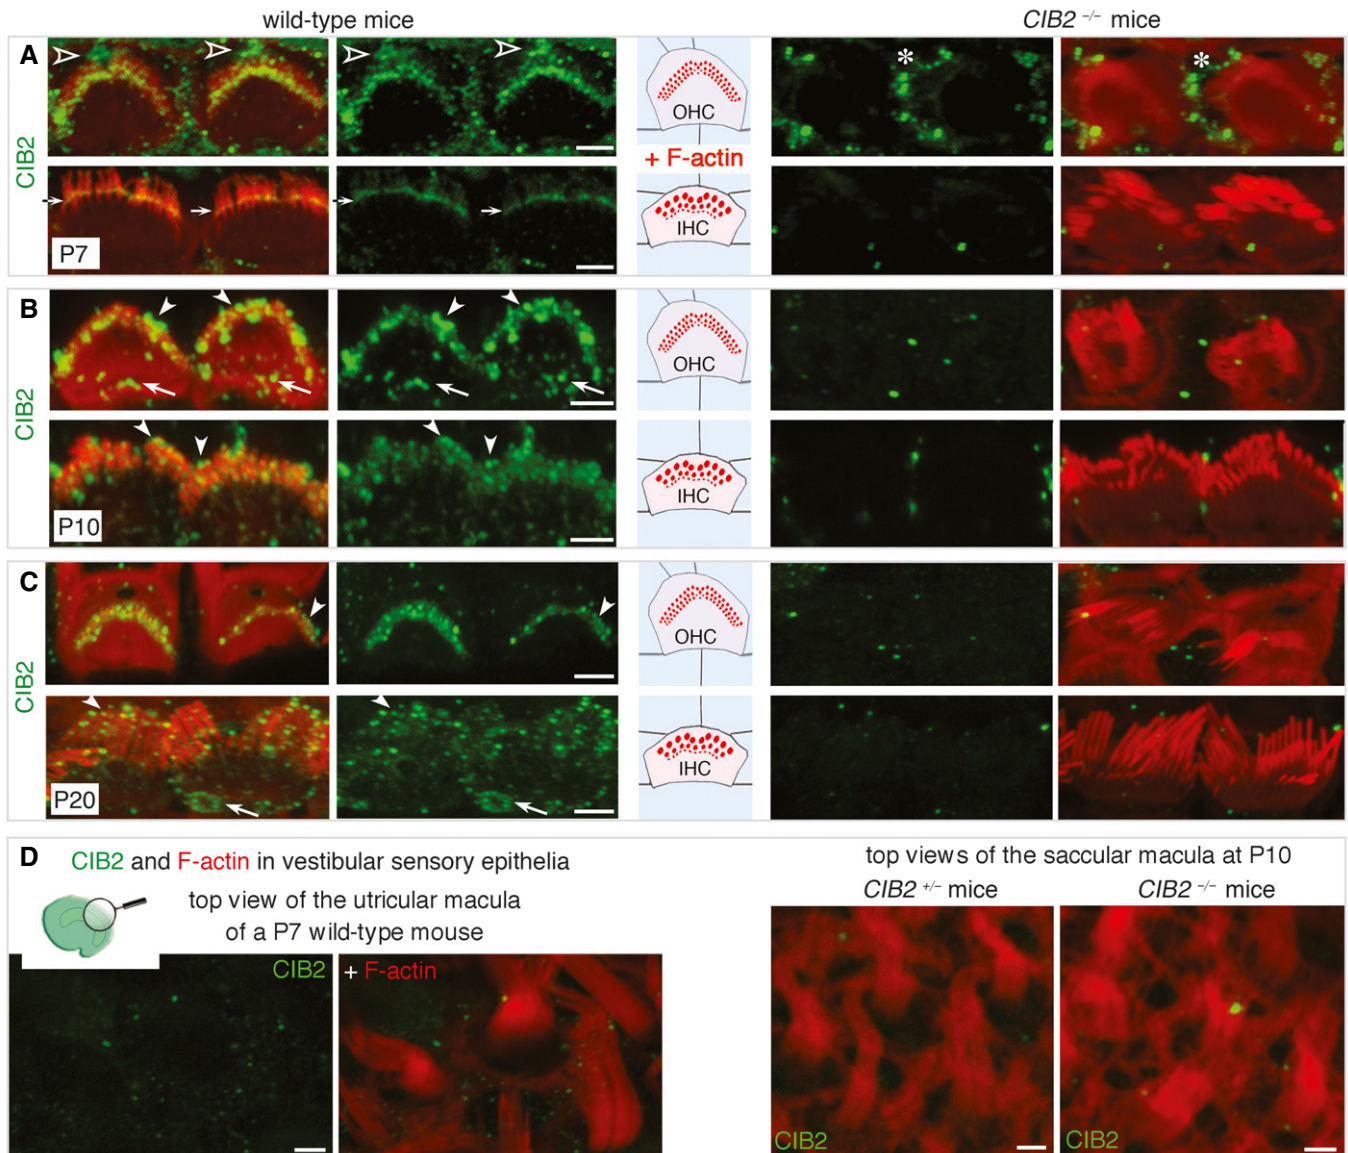 wild-type mice
CIB2 –/– mice
A
CIB2
OHC
*
*
+ F-actin
IHC
P7
B
CIB2
OHC
IHC
P10
C
CIB2
OHC
IHC
P20
D
CIB2 and F-actin in vestibular sensory epithelia
top view of the utricular macula
of a P7 wild-type mouse
CIB2
+ F-actin
top views of the saccular macula at P10
CIB2 +/– mice
CIB2 –/– mice
CIB2
CIB2